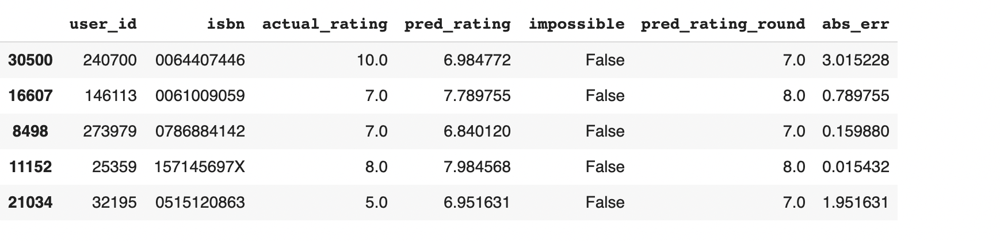 user_id isbn actual_rating pred_rating impossible pred_rating_round abs_err
30500 240700 0064407446 10.0 6.984772 False 7.0 3.015228
16607 146113 0061009059 7.0 7.789755 False 8.0 0.789755
8498 273979 0786884142 7.0 6.840120 False 7.0 0.159880
11152 25359 157145697X 8.0 7.984568 False 8.0 0.015432
21034 32195 0515120863 5.0 6.951631 False 7.0 1.951631